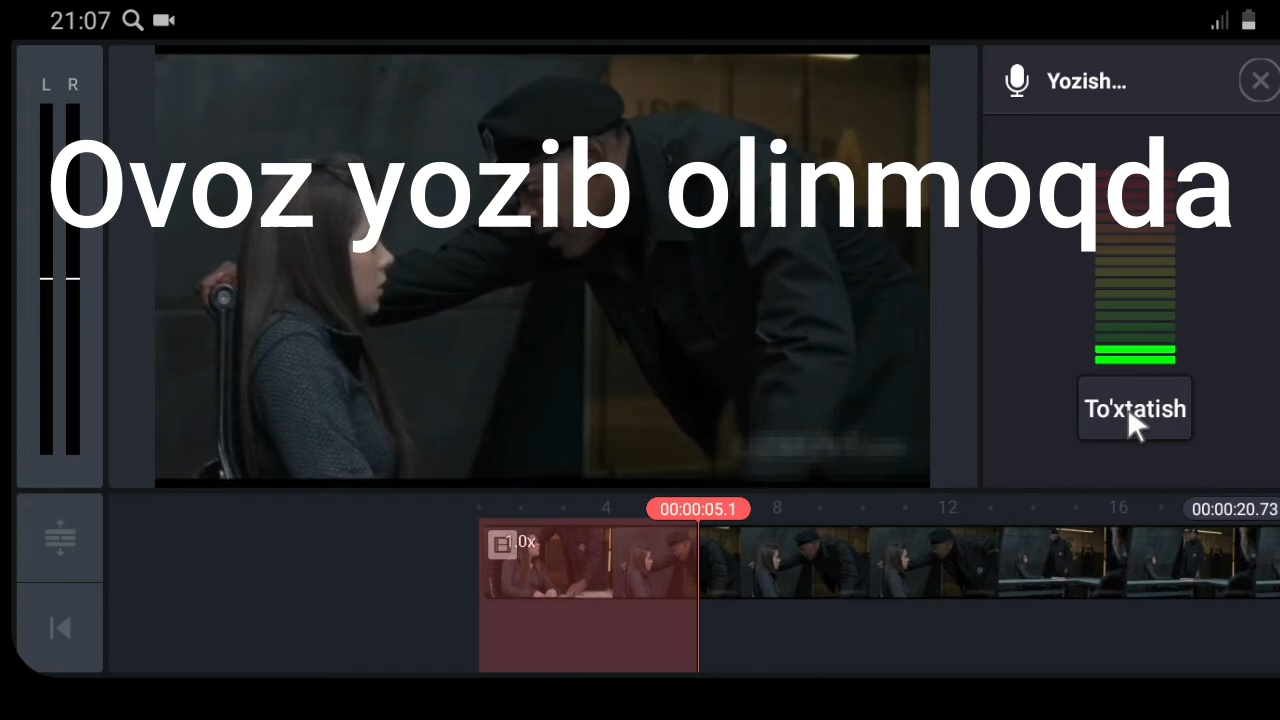 21:07
L R
Yozish...
Ovoz yozib olinmoqda
To'xtatish
4 00:00:05.1 8 12 16 00:00:20.73
1.0x